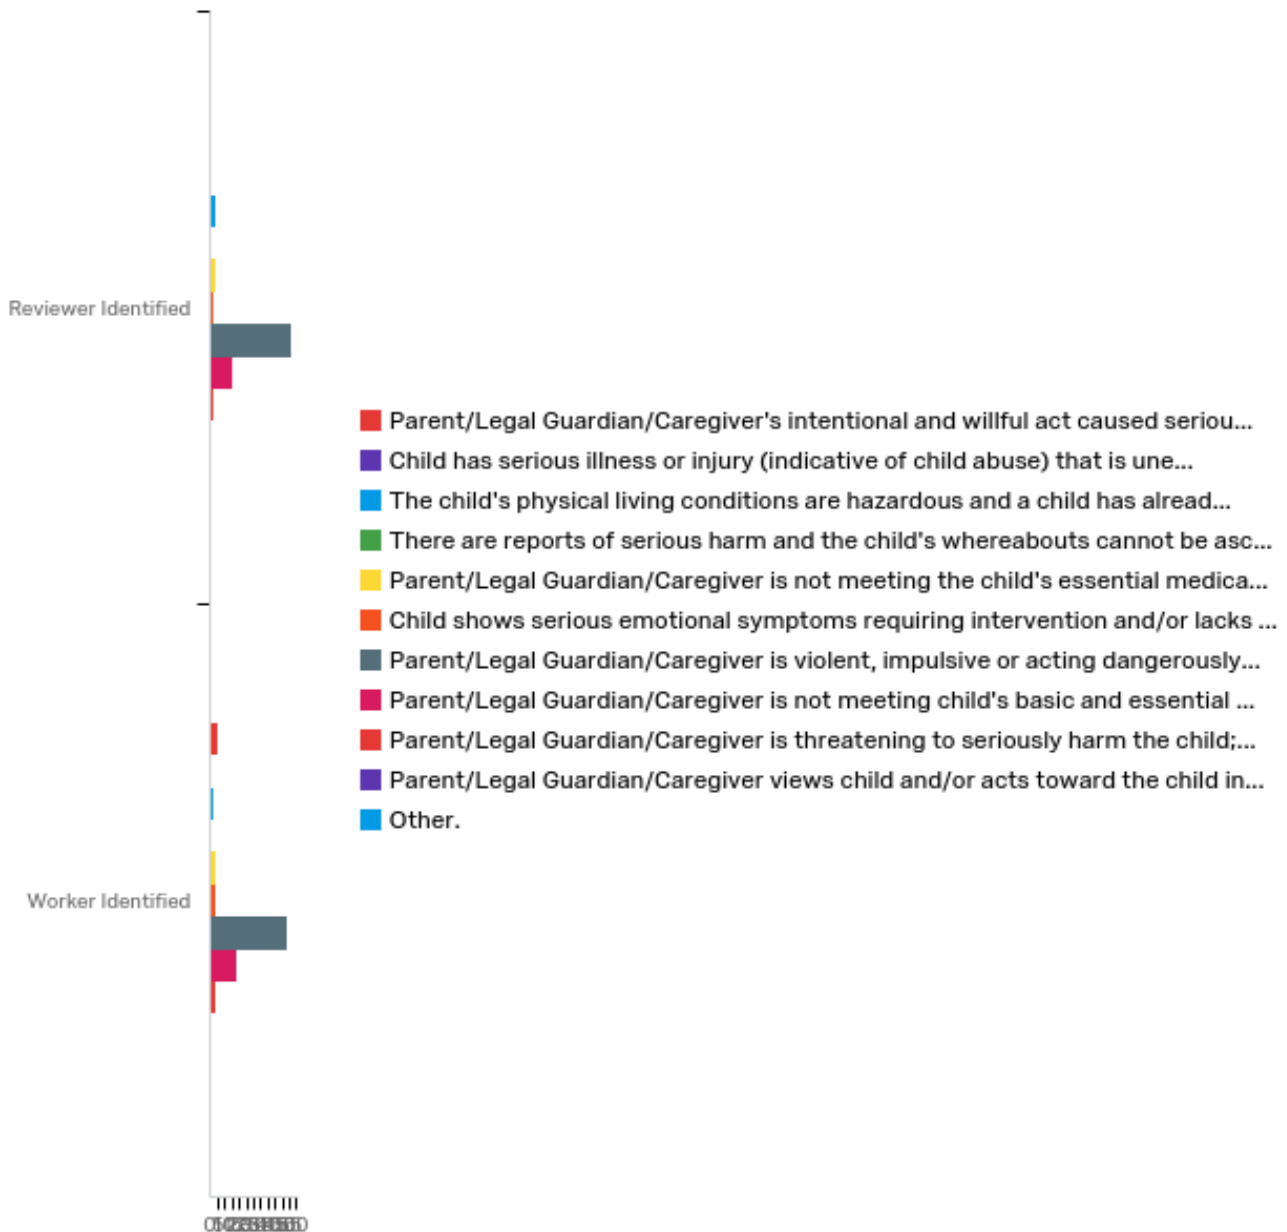 Reviewer Identified
Parent/Legal Guardian/Caregiver's intentional and willful act caused seriou...
Child has serious illness or injury (indicative of child abuse) that is une...
The child's physical living conditions are hazardous and a child has alread...
There are reports of serious harm and the child's whereabouts cannot be asc...
Parent/Legal Guardian/Caregiver is not meeting the child's essential medica...
Child shows serious emotional symptoms requiring intervention and/or lacks ...
Parent/Legal Guardian/Caregiver is violent, impulsive or acting dangerously...
Parent/Legal Guardian/Caregiver is not meeting child's basic and essential ...
Parent/Legal Guardian/Caregiver is threatening to seriously harm the child;...
Parent/Legal Guardian/Caregiver views child and/or acts toward the child in...
Other.
Worker Identified